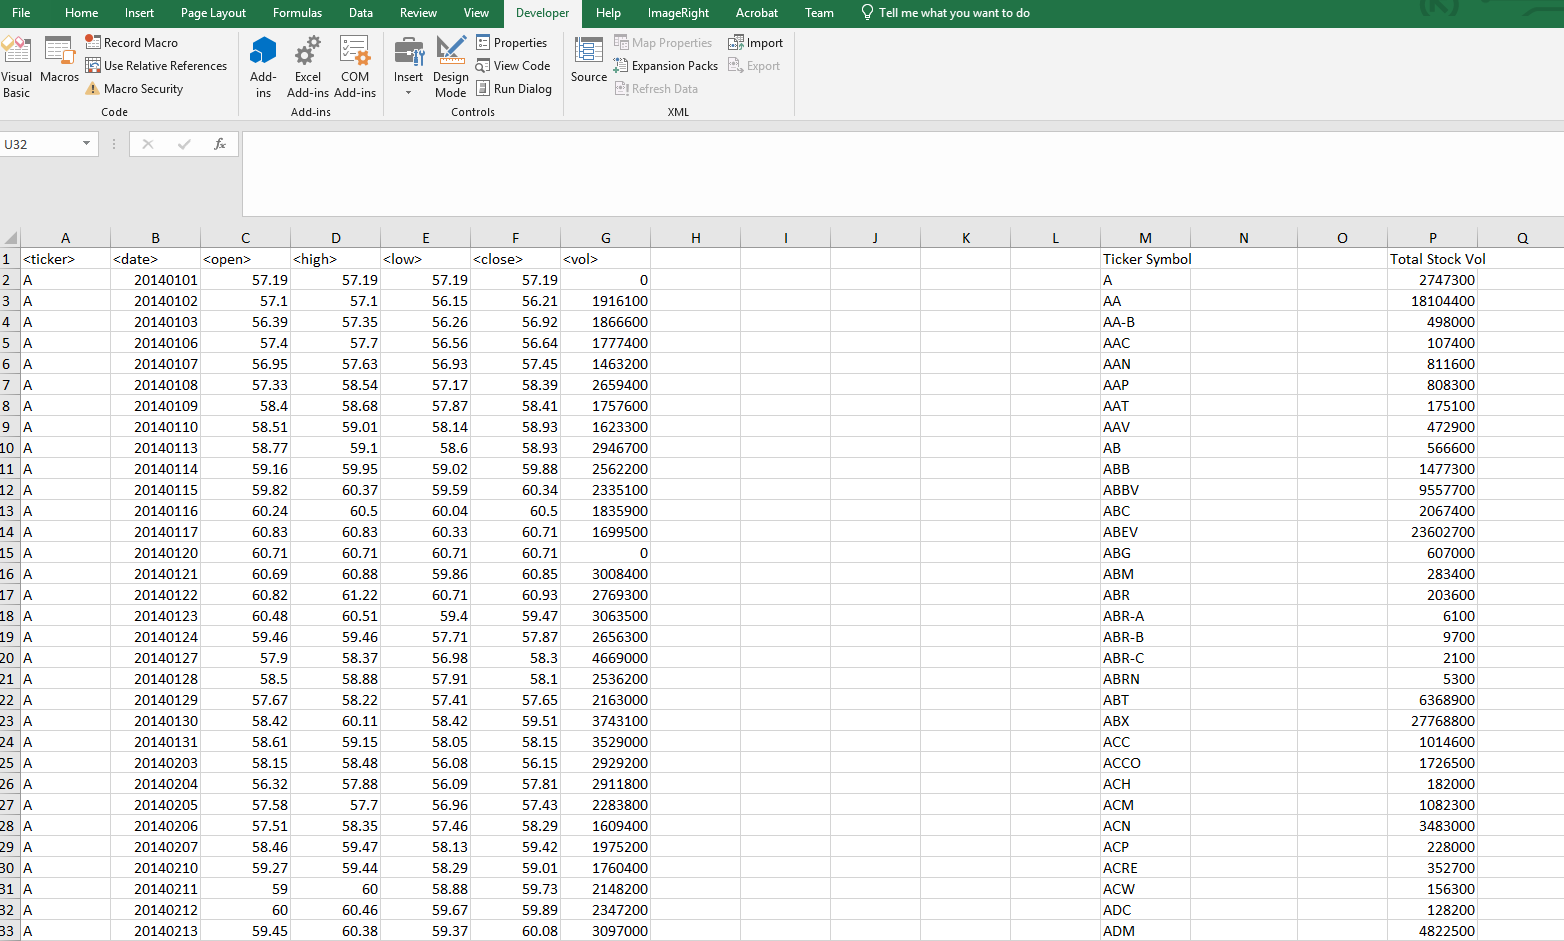 File Home Insert Page Layout Formulas Data Review View Developer Help ImageRight Acrobat Team Tell me what you want to do
Record Macro Properties Map Properties Import
Use Relative References View Code Expansion Packs Export
Macro Security Run Dialog Refresh Data
Visual Basic Macros Add-ins Excel Add-ins COM Add-ins Insert Design Mode Source
Code Add-ins Controls XML
U32 fx
A B C D E F G H I J K L M N O P Q
1 <ticker> <date> <open> <high> <low> <close> <vol> Ticker Symbol Total Stock Vol
2 A 20140101 57.19 57.19 57.19 57.19 0 A 2747300
3 A 20140102 57.1 57.1 56.15 56.21 1916100 AA 18104400
4 A 20140103 56.39 57.35 56.26 56.92 1866600 AA-B 498000
5 A 20140106 57.4 57.7 56.56 56.64 1777400 AAC 107400
6 A 20140107 56.95 57.63 56.93 57.45 1463200 AAN 811600
7 A 20140108 57.33 58.54 57.17 58.39 2659400 AAP 808300
8 A 20140109 58.4 58.68 57.87 58.41 1757600 AAT 175100
9 A 20140110 58.51 59.01 58.14 58.93 1623300 AAV 472900
10 A 20140113 58.77 59.1 58.6 58.93 2946700 AB 566600
11 A 20140114 59.16 59.95 59.02 59.88 2562200 ABB 1477300
12 A 20140115 59.82 60.37 59.59 60.34 2335100 ABBV 9557700
13 A 20140116 60.24 60.5 60.04 60.5 1835900 ABC 2067400
14 A 20140117 60.83 60.83 60.33 60.71 1699500 ABEV 23602700
15 A 20140120 60.71 60.71 60.71 60.71 0 ABG 607000
16 A 20140121 60.69 60.88 59.86 60.85 3008400 ABM 283400
17 A 20140122 60.82 61.22 60.71 60.93 2769300 ABR 203600
18 A 20140123 60.48 60.51 59.4 59.47 3063500 ABR-A 6100
19 A 20140124 59.46 59.46 57.71 57.87 2656300 ABR-B 9700
20 A 20140127 57.9 58.37 56.98 58.3 4669000 ABR-C 2100
21 A 20140128 58.5 58.88 57.91 58.1 2536200 ABRN 5300
22 A 20140129 57.67 58.22 57.41 57.65 2163000 ABT 6368900
23 A 20140130 58.42 60.11 58.42 59.51 3743100 ABX 27768800
24 A 20140131 58.61 59.15 58.05 58.15 3529000 ACC 1014600
25 A 20140203 58.15 58.48 56.08 56.15 2929200 ACCO 1726500
26 A 20140204 56.32 57.88 56.09 57.81 2911800 ACH 182000
27 A 20140205 57.58 57.7 56.96 57.43 2283800 ACM 1082300
28 A 20140206 57.51 58.35 57.46 58.29 1609400 ACN 3483000
29 A 20140207 58.46 59.47 58.13 59.42 1975200 ACP 228000
30 A 20140210 59.27 59.44 58.29 59.01 1760400 ACRE 352700
31 A 20140211 59 60 58.88 59.73 2148200 ACW 156300
32 A 20140212 60 60.46 59.67 59.89 2347200 ADC 128200
33 A 20140213 59.45 60.38 59.37 60.08 3097000 ADM 4822500